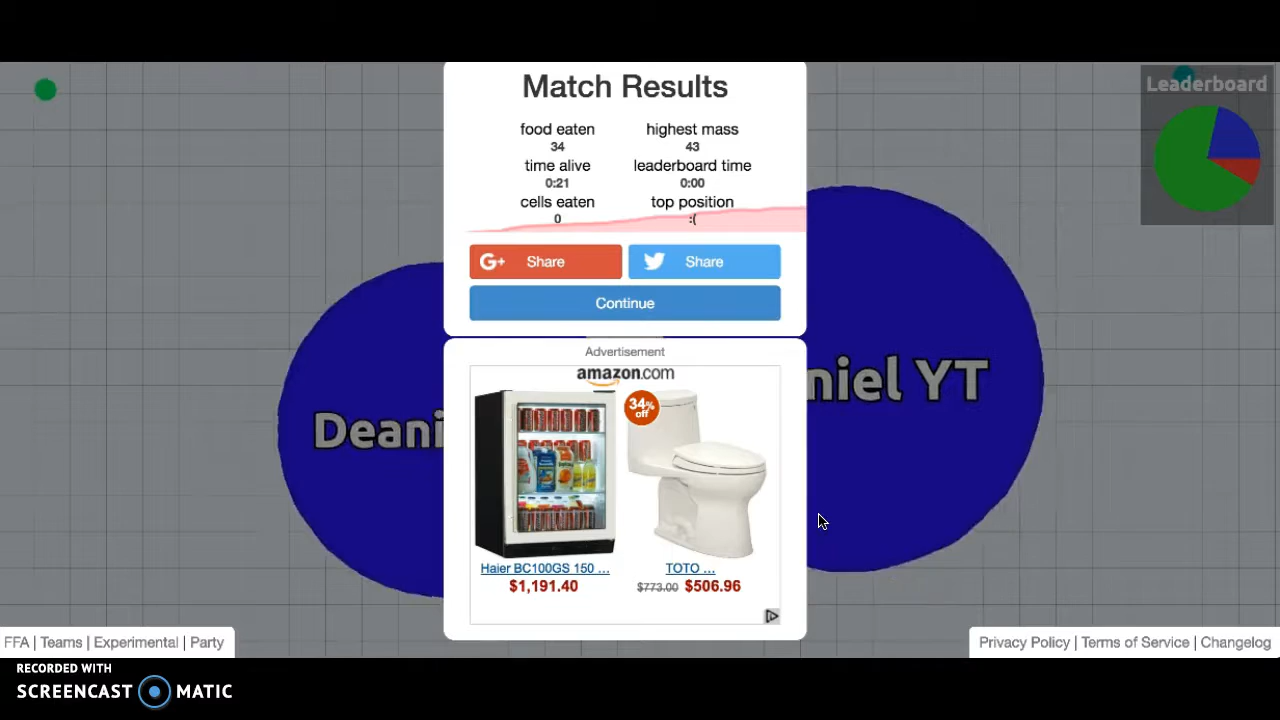 Match Results
Leaderboard
food eaten
34
highest mass
43
time alive
0:21
leaderboard time
0:00
cells eaten
0
top position
:(
G+ Share
Share
Continue
Deani
niel YT
Advertisement
amazon.com
34% off
Haier BC100GS 150 ...
$1,191.40
TOTO ...
$773.00 $506.96
FFA | Teams | Experimental | Party
Privacy Policy | Terms of Service | Changelog
RECORDED WITH
SCREENCAST MATIC